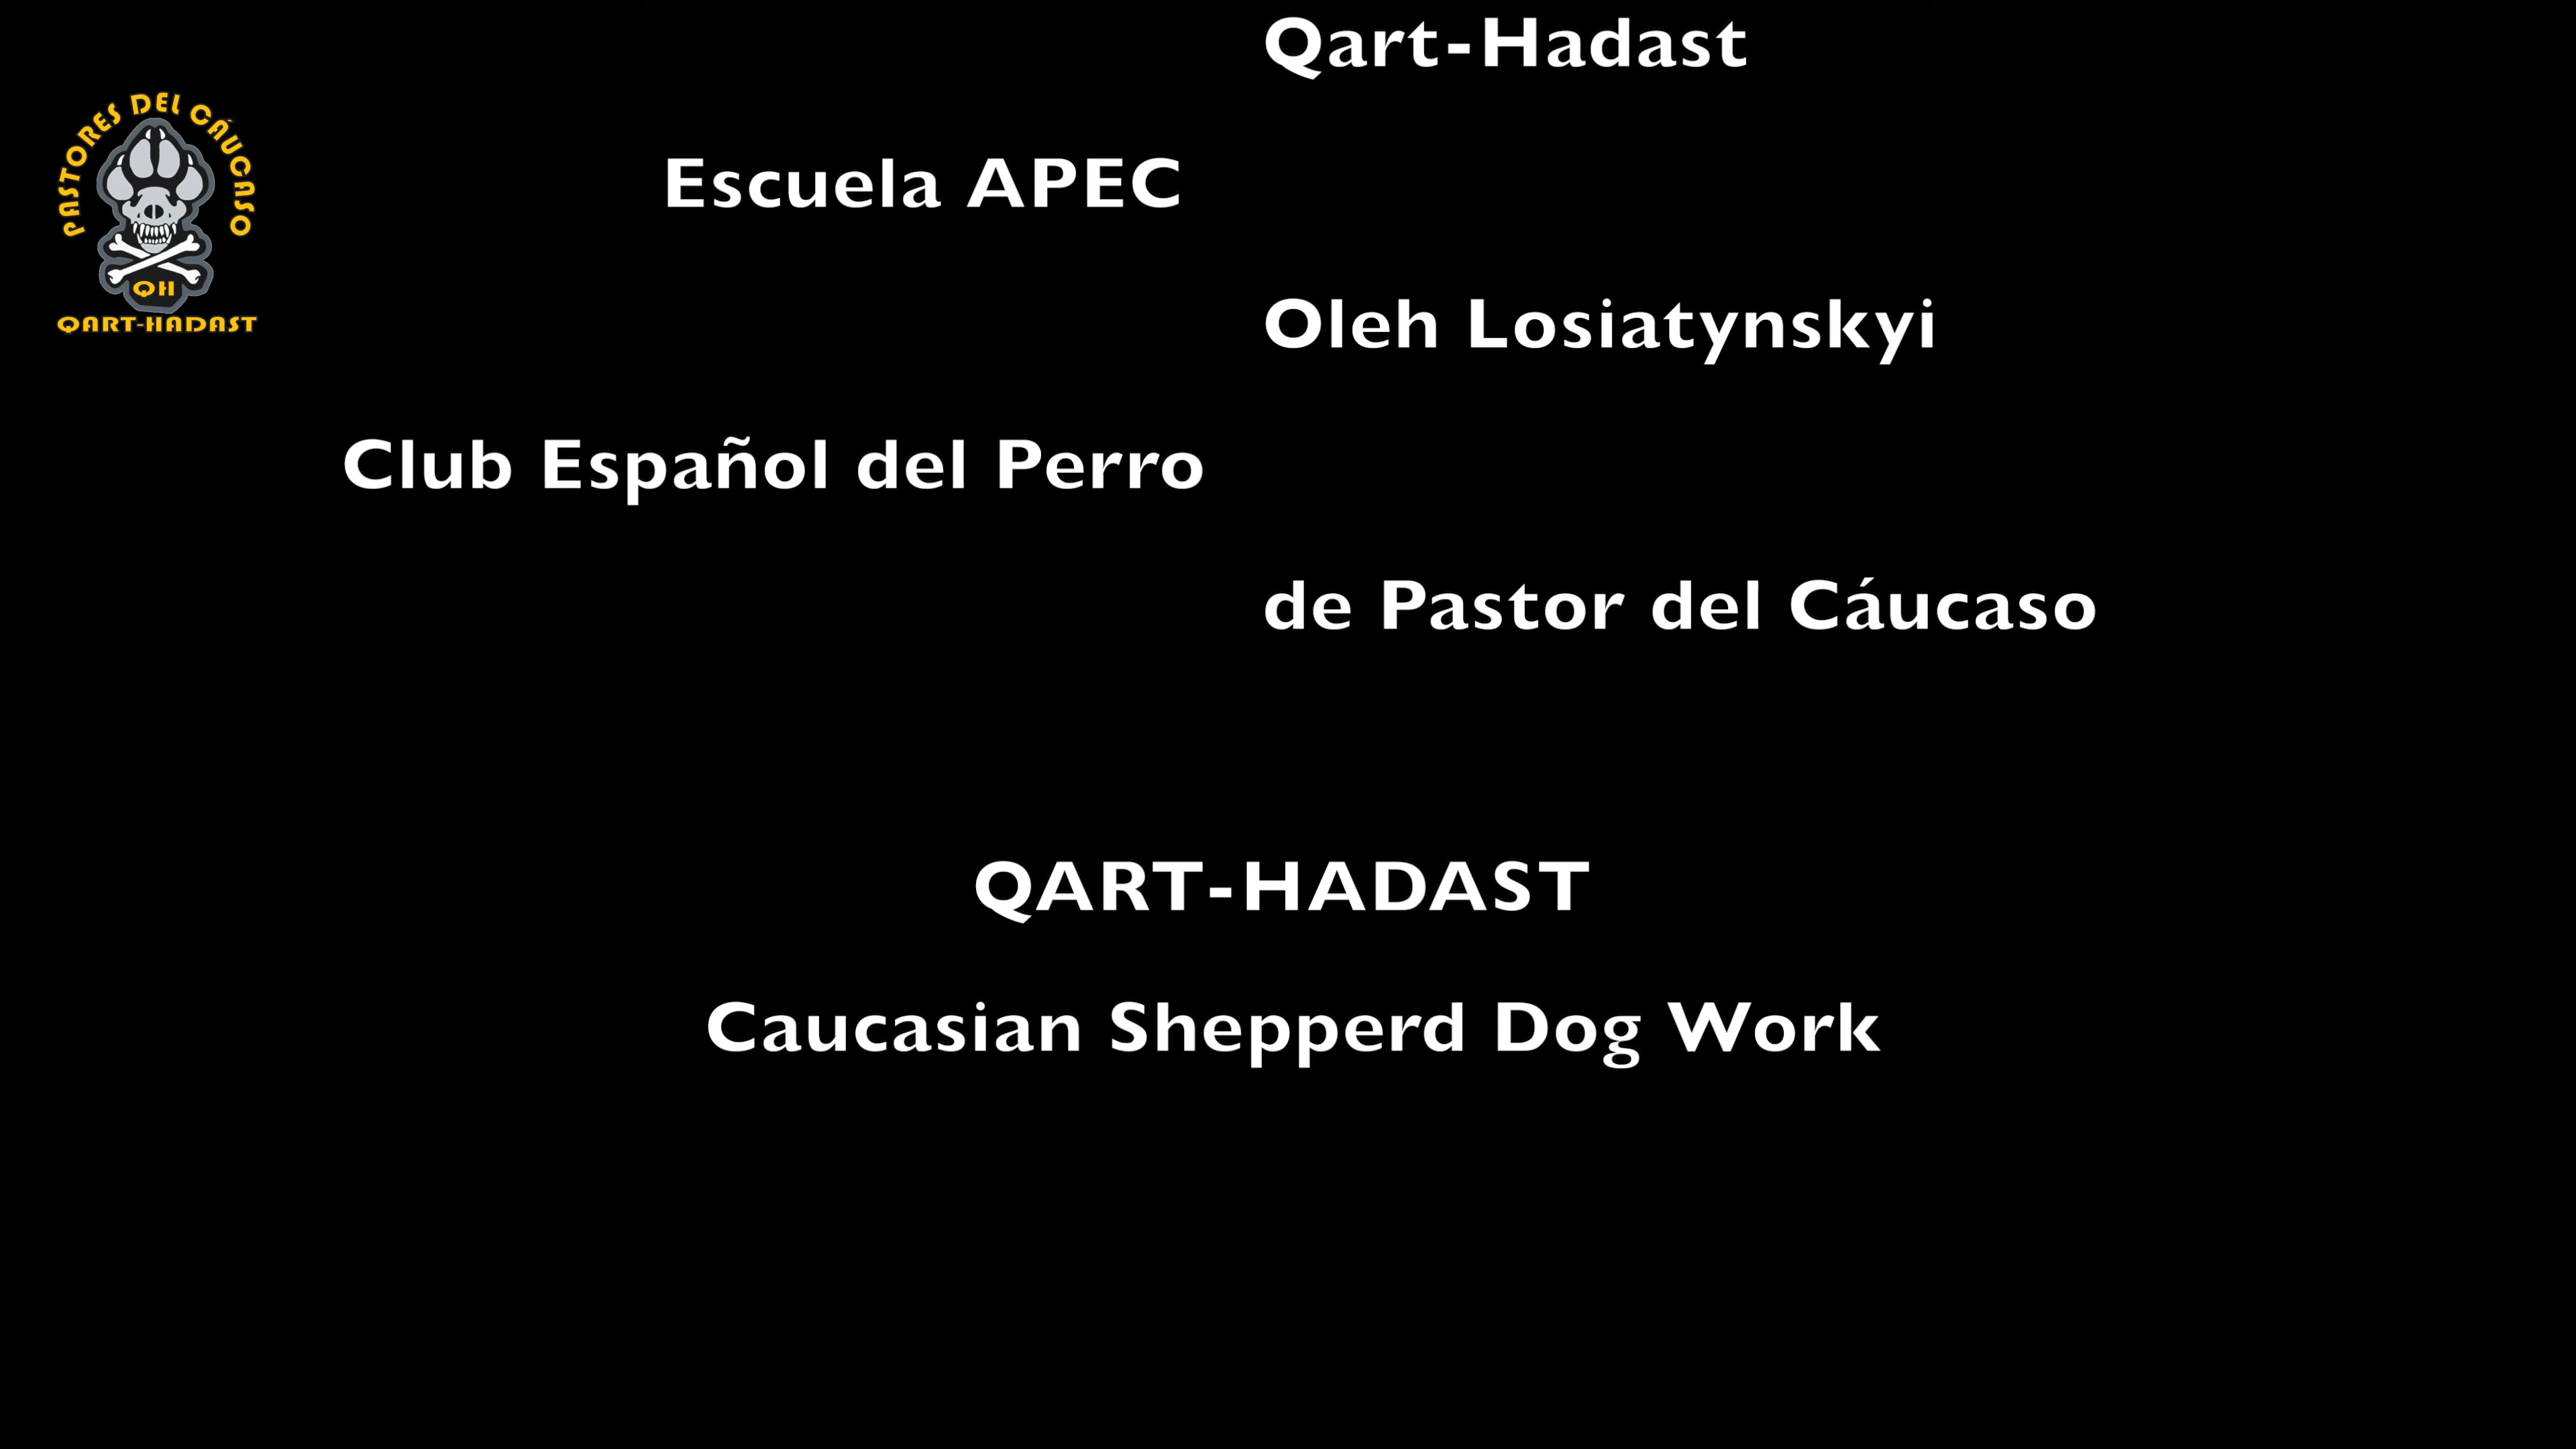 Qart-Hadast
PASTORES DEL CÁUCASO
QH
QART-HADAST
Escuela APEC
Oleh Losiatynskyi
Club Español del Perro
de Pastor del Cáucaso
QART-HADAST
Caucasian Shepperd Dog Work